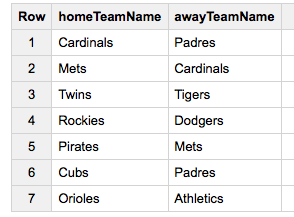 Row homeTeamName awayTeamName
1 Cardinals Padres
2 Mets Cardinals
3 Twins Tigers
4 Rockies Dodgers
5 Pirates Mets
6 Cubs Padres
7 Orioles Athletics